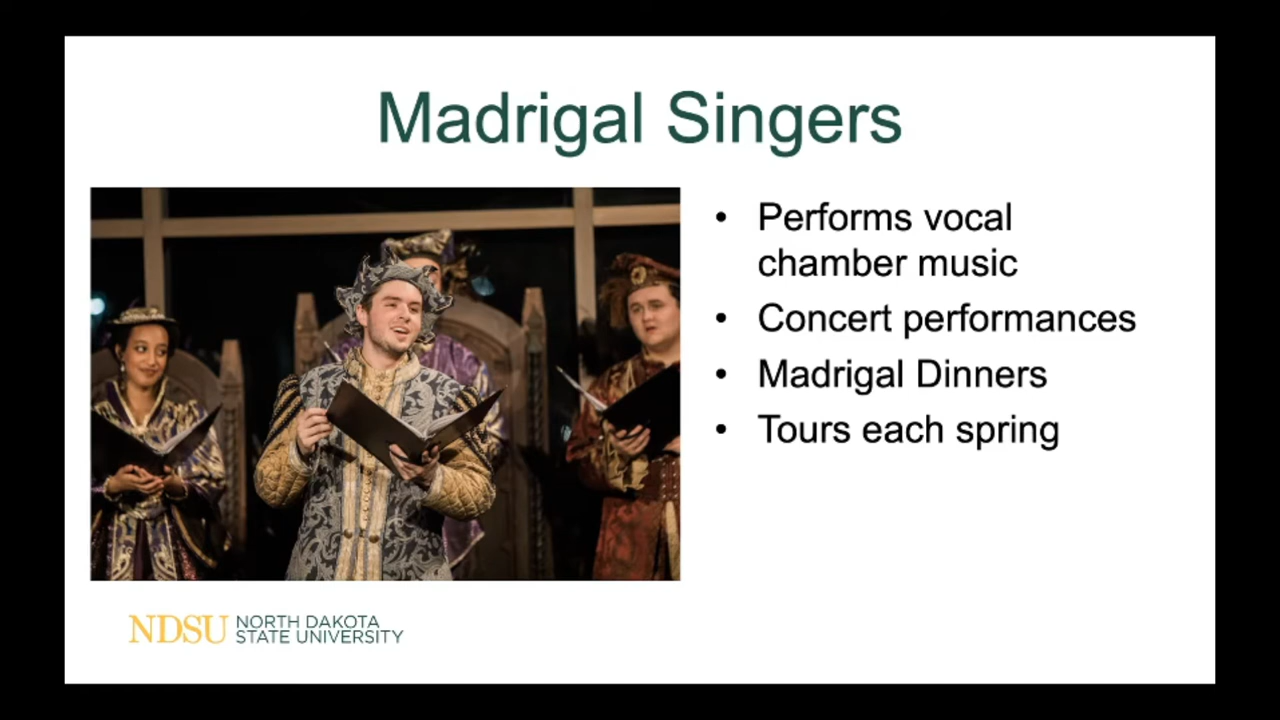 Madrigal Singers
• Performs vocal
chamber music
• Concert performances
• Madrigal Dinners
• Tours each spring
NDSU NORTH DAKOTA
STATE UNIVERSITY